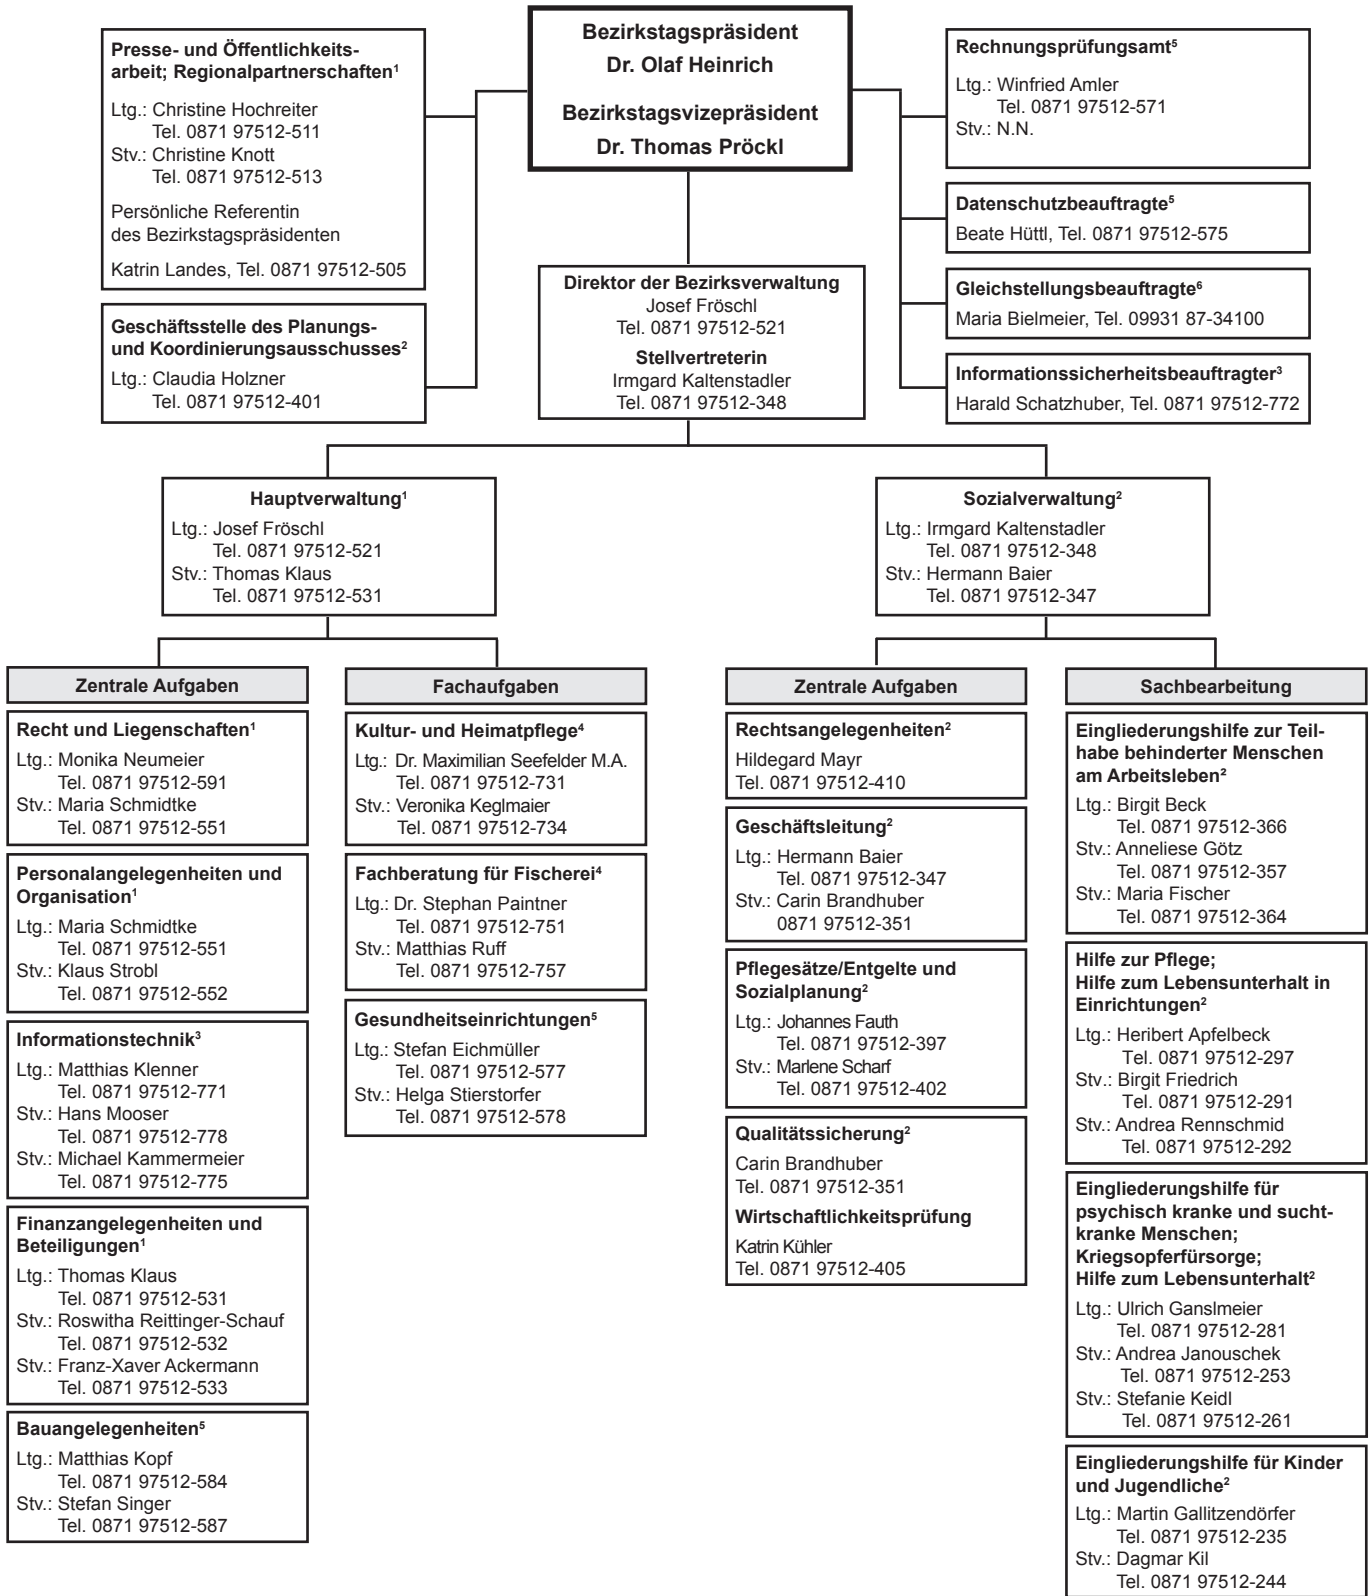 Bezirkstagspräsident
Dr. Olaf Heinrich
Bezirkstagsvizepräsident
Dr. Thomas Pröckl
Presse- und Öffentlichkeits-
arbeit; Regionalpartnerschaften¹
Ltg.: Christine Hochreiter
Tel. 0871 97512-511
Stv.: Christine Knott
Tel. 0871 97512-513
Persönliche Referentin
des Bezirkstagspräsidenten
Katrin Landes, Tel. 0871 97512-505
Geschäftsstelle des Planungs-
und Koordinierungsausschusses²
Ltg.: Claudia Holzner
Tel. 0871 97512-401
Rechnungsprüfungsamt⁵
Ltg.: Winfried Amler
Tel. 0871 97512-571
Stv.: N.N.
Datenschutzbeauftragte⁵
Beate Hüttl, Tel. 0871 97512-575
Gleichstellungsbeauftragte⁶
Maria Bielmeier, Tel. 09931 87-34100
Informationssicherheitsbeauftragter³
Harald Schatzhuber, Tel. 0871 97512-772
Direktor der Bezirksverwaltung
Josef Fröschl
Tel. 0871 97512-521
Stellvertreterin
Irmgard Kaltenstadler
Tel. 0871 97512-348
Hauptverwaltung¹
Ltg.: Josef Fröschl
Tel. 0871 97512-521
Stv.: Thomas Klaus
Tel. 0871 97512-531
Sozialverwaltung²
Ltg.: Irmgard Kaltenstadler
Tel. 0871 97512-348
Stv.: Hermann Baier
Tel. 0871 97512-347
Zentrale Aufgaben
Recht und Liegenschaften¹
Ltg.: Monika Neumeier
Tel. 0871 97512-591
Stv.: Maria Schmidtke
Tel. 0871 97512-551
Personalangelegenheiten und
Organisation¹
Ltg.: Maria Schmidtke
Tel. 0871 97512-551
Stv.: Klaus Strobl
Tel. 0871 97512-552
Informationstechnik³
Ltg.: Matthias Klenner
Tel. 0871 97512-771
Stv.: Hans Mooser
Tel. 0871 97512-778
Stv.: Michael Kammermeier
Tel. 0871 97512-775
Finanzangelegenheiten und
Beteiligungen¹
Ltg.: Thomas Klaus
Tel. 0871 97512-531
Stv.: Roswitha Reittinger-Schauf
Tel. 0871 97512-532
Stv.: Franz-Xaver Ackermann
Tel. 0871 97512-533
Bauangelegenheiten⁵
Ltg.: Matthias Kopf
Tel. 0871 97512-584
Stv.: Stefan Singer
Tel. 0871 97512-587
Fachaufgaben
Kultur- und Heimatpflege⁴
Ltg.: Dr. Maximilian Seefelder M.A.
Tel. 0871 97512-731
Stv.: Veronika Keglmaier
Tel. 0871 97512-734
Fachberatung für Fischerei⁴
Ltg.: Dr. Stephan Paintner
Tel. 0871 97512-751
Stv.: Matthias Ruff
Tel. 0871 97512-757
Gesundheitseinrichtungen⁵
Ltg.: Stefan Eichmüller
Tel. 0871 97512-577
Stv.: Helga Stierstorfer
Tel. 0871 97512-578
Zentrale Aufgaben
Rechtsangelegenheiten²
Hildegard Mayr
Tel. 0871 97512-410
Geschäftsleitung²
Ltg.: Hermann Baier
Tel. 0871 97512-347
Stv.: Carin Brandhuber
0871 97512-351
Pflegesätze/Entgelte und
Sozialplanung²
Ltg.: Johannes Fauth
Tel. 0871 97512-397
Stv.: Marlene Scharf
Tel. 0871 97512-402
Qualitätssicherung²
Carin Brandhuber
Tel. 0871 97512-351
Wirtschaftlichkeitsprüfung
Katrin Kühler
Tel. 0871 97512-405
Sachbearbeitung
Eingliederungshilfe zur Teil-
habe behinderter Menschen
am Arbeitsleben²
Ltg.: Birgit Beck
Tel. 0871 97512-366
Stv.: Anneliese Götz
Tel. 0871 97512-357
Stv.: Maria Fischer
Tel. 0871 97512-364
Hilfe zur Pflege;
Hilfe zum Lebensunterhalt in
Einrichtungen²
Ltg.: Heribert Apfelbeck
Tel. 0871 97512-297
Stv.: Birgit Friedrich
Tel. 0871 97512-291
Stv.: Andrea Rennschmid
Tel. 0871 97512-292
Eingliederungshilfe für
psychisch kranke und sucht-
kranke Menschen;
Kriegsopferfürsorge;
Hilfe zum Lebensunterhalt²
Ltg.: Ulrich Ganslmeier
Tel. 0871 97512-281
Stv.: Andrea Janouschek
Tel. 0871 97512-253
Stv.: Stefanie Keidl
Tel. 0871 97512-261
Eingliederungshilfe für Kinder
und Jugendliche²
Ltg.: Martin Gallitzendörfer
Tel. 0871 97512-235
Stv.: Dagmar Kil
Tel. 0871 97512-244